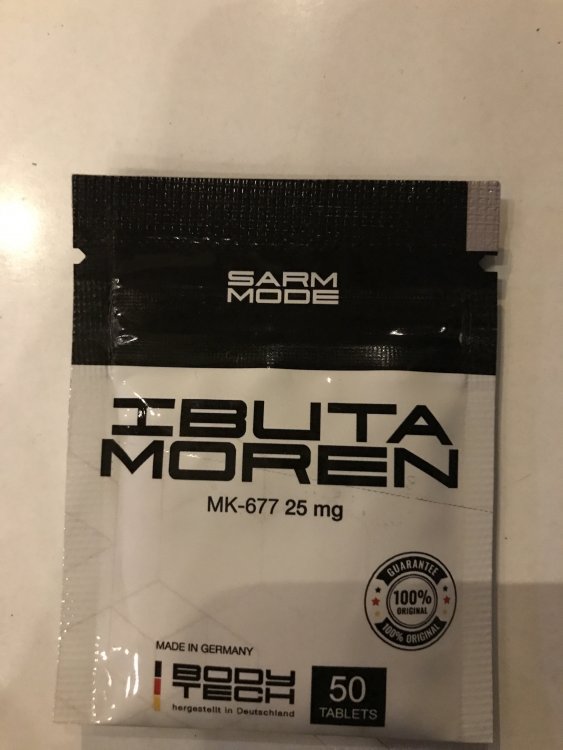 SARM
MODE
IBUTA
MOREN
MK-677 25 mg
GUARANTEE
100%
ORIGINAL
100% ORIGINAL
MADE IN GERMANY
BODY
TECH
hergestellt in Deutschland
50
TABLETS